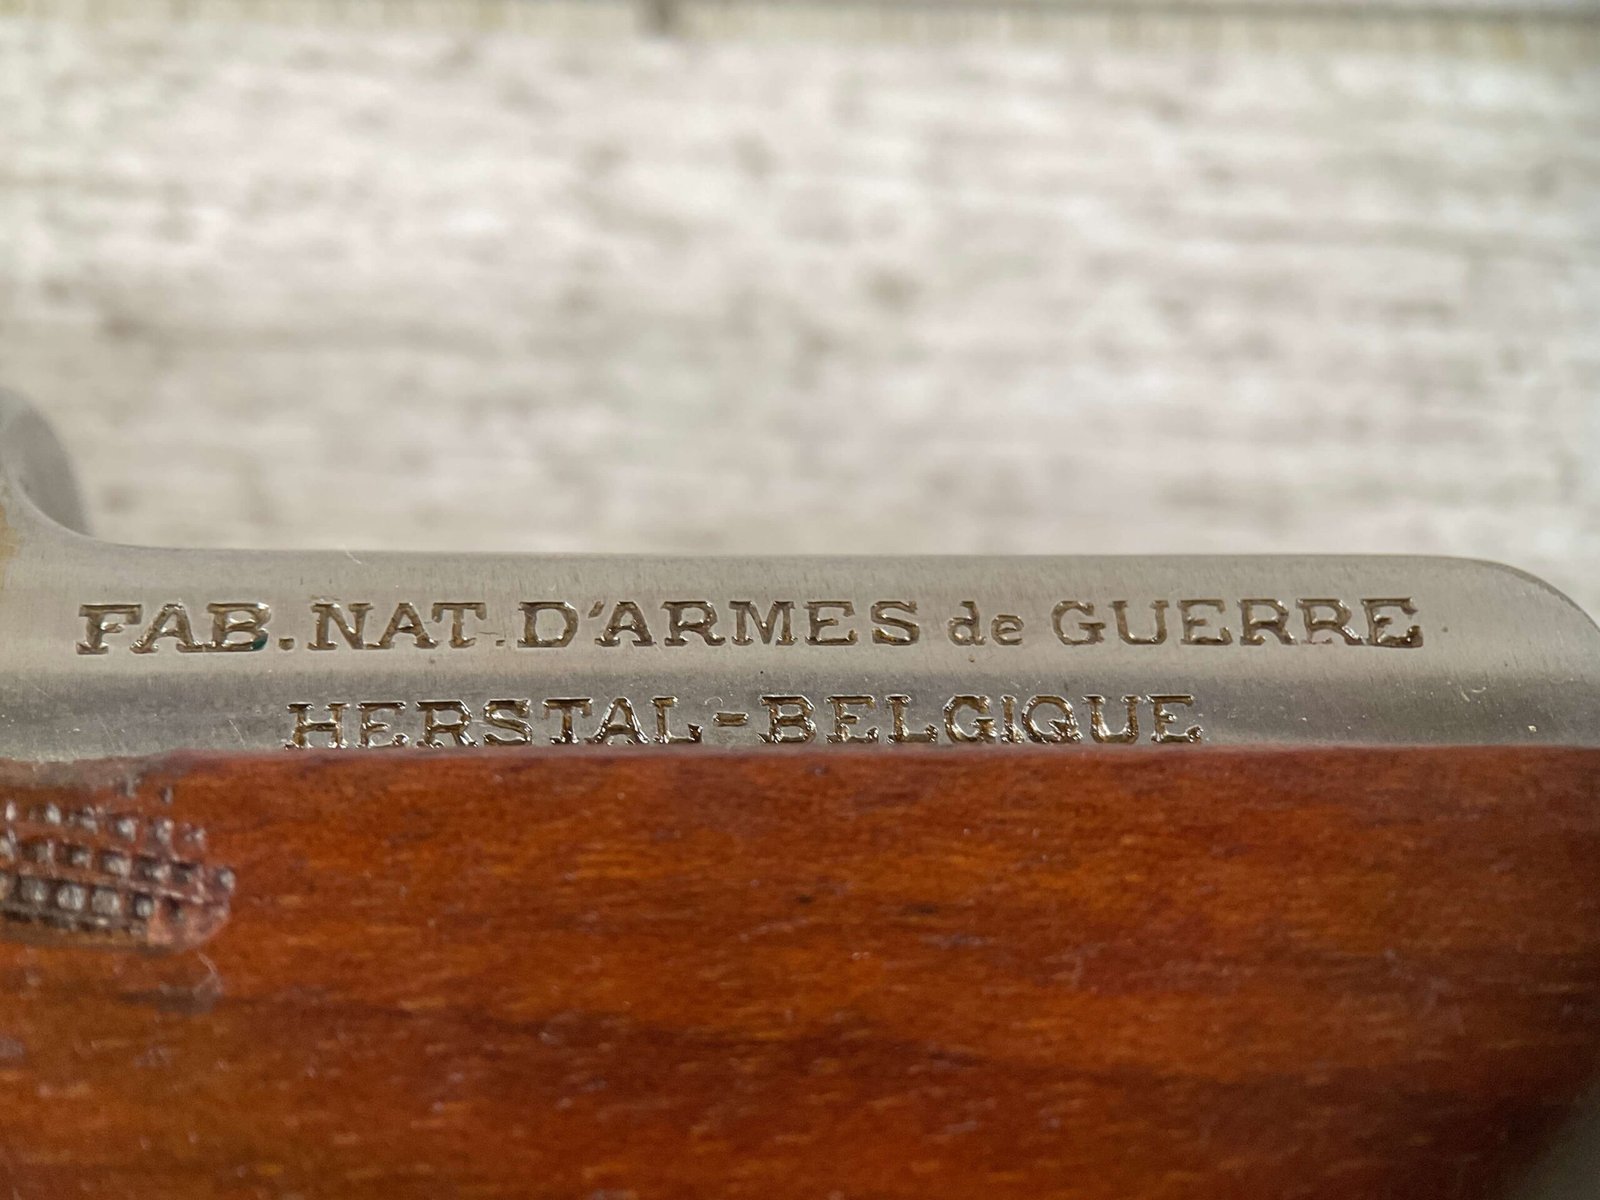 FAB. NAT. D'ARMES de GUERRE
HERSTAL-BELGIQUE